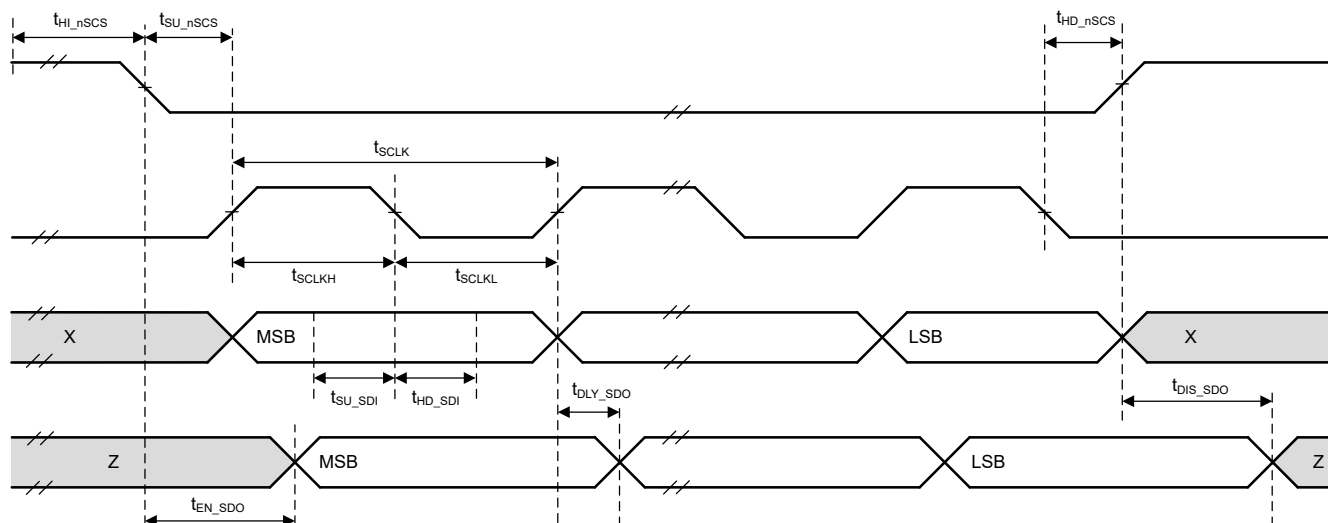 tHI_nSCS tSU_nSCS tHD_nSCS
tSCLK
tSCLKH tSCLKL
X MSB LSB X
tSU_SDI tHD_SDI tDLY_SDO tDIS_SDO
Z MSB LSB Z
tEN_SDO